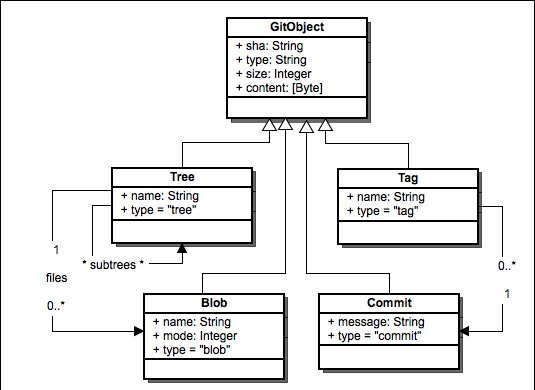 GitObject
+ sha: String
+ type: String
+ size: Integer
+ content: [Byte]
Tree
+ name: String
+ type = "tree"
Tag
+ name: String
+ type = "tag"
1
files
0..*
* subtrees *
0..*
1
Blob
+ name: String
+ mode: Integer
+ type = "blob"
Commit
+ message: String
+ type = "commit"